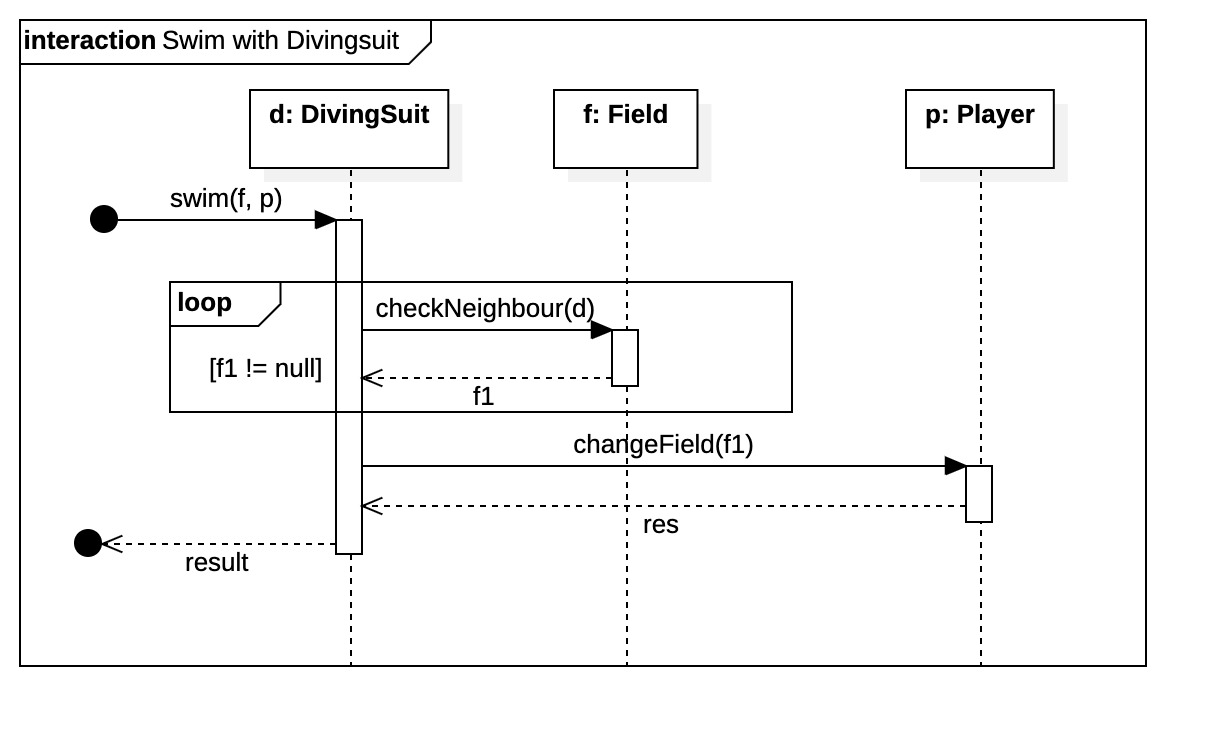 interaction Swim with Divingsuit
d: DivingSuit
f: Field
p: Player
swim(f, p)
loop
checkNeighbour(d)
[f1 != null]
f1
changeField(f1)
res
result